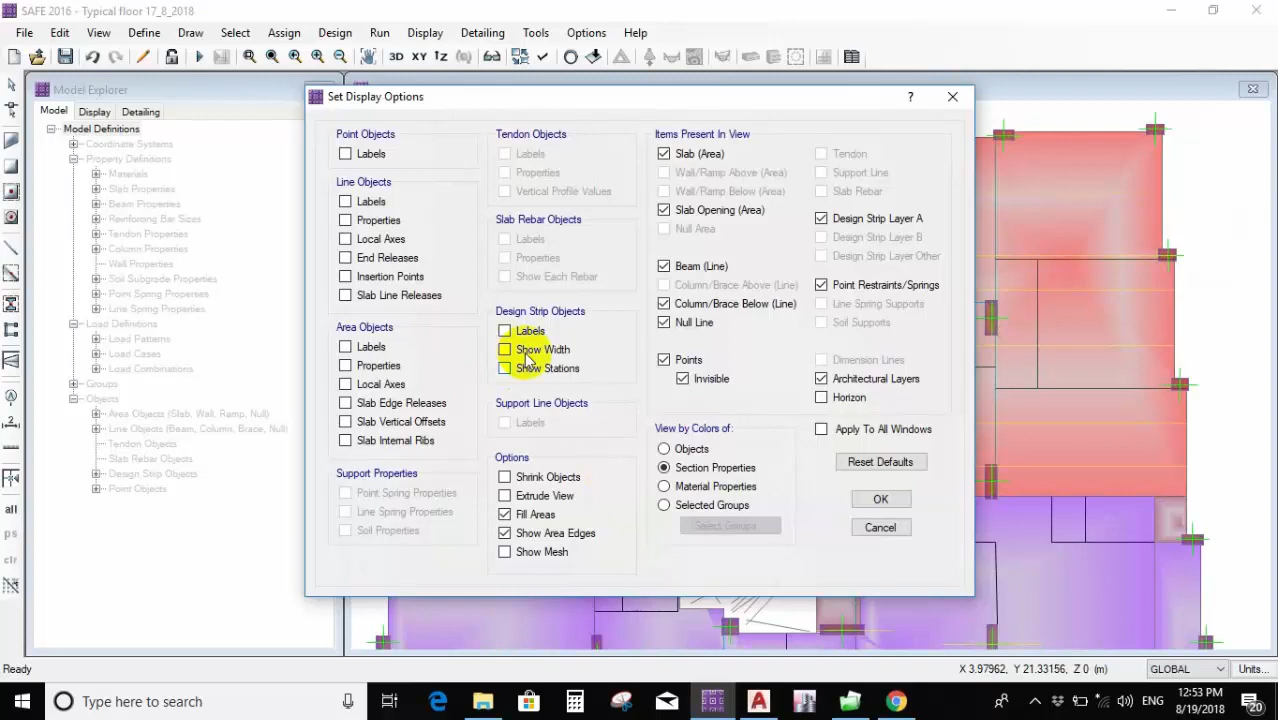 SAFE 2016 - Typical floor 17_8_2018
File Edit View Define Draw Select Assign Design Run Display Detailing Tools Options Help
3D XY
Model Explorer
Model Display Detailing
Model Definitions
Coordinate Systems
Property Definitions
Materials
Slab Properties
Beam Properties
Reinforcing Bar Sizes
Tendon Properties
Column Properties
Wall Properties
Soil Subgrade Properties
Point Spring Properties
Line Spring Properties
Load Definitions
Load Patterns
Load Cases
Load Combinations
Groups
Objects
Area Objects (Slab, Wall, Ramp, Null)
Line Objects (Beam, Column, Brace, Null)
Tendon Objects
Slab Rebar Objects
Design Strip Objects
Point Objects
all
ps
clr
Set Display Options
?
Point Objects
Labels
Line Objects
Labels
Properties
Local Axes
End Releases
Insertion Points
Slab Line Releases
Area Objects
Labels
Properties
Local Axes
Slab Edge Releases
Slab Vertical Offsets
Slab Internal Ribs
Support Properties
Point Spring Properties
Line Spring Properties
Soil Properties
Tendon Objects
Labels
Properties
Vertical Profile Values
Slab Rebar Objects
Labels
Properties
Show Each Rebar
Design Strip Objects
Labels
Show Width
Show Stations
Support Line Objects
Labels
Options
Shrink Objects
Extrude View
Fill Areas
Show Area Edges
Show Mesh
Items Present In View
Slab (Area)
Wall/Ramp Above (Area)
Wall/Ramp Below (Area)
Slab Opening (Area)
Null Area
Beam (Line)
Column/Brace Above (Line)
Column/Brace Below (Line)
Null Line
Points
Invisible
View by Colors of:
Objects
Section Properties
Material Properties
Selected Groups
Select Groups
Tendon
Support Line
Slab Rebar
Design Strip Layer A
Design Strip Layer B
Design Strip Layer Other
Point Restraints/Springs
Line Spring Supports
Soil Supports
Dimension Lines
Architectural Layers
Horizon
Apply To All Windows
Reset Defaults
OK
Cancel
Ready
X 3.97962, Y 21.33156, Z 0 (m)
GLOBAL
Units...
Type here to search
ENG
12:53 PM
8/19/2018
20